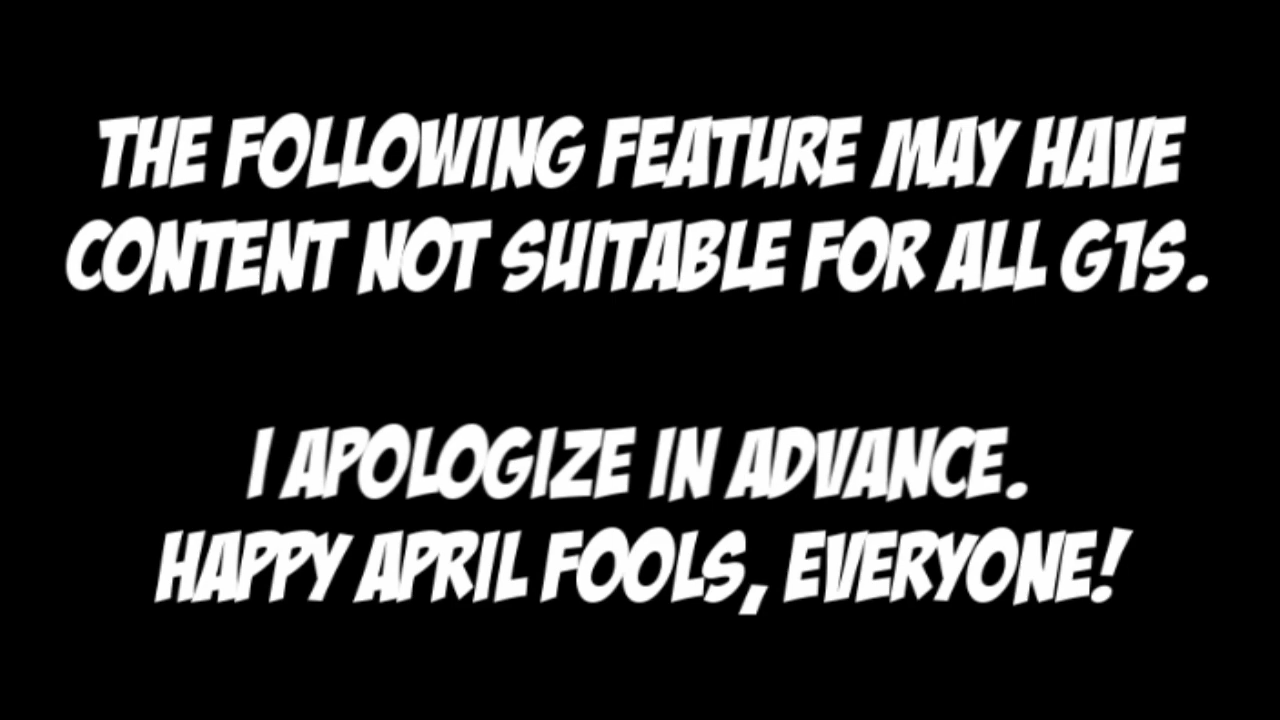 THE FOLLOWING FEATURE MAY HAVE
CONTENT NOT SUITABLE FOR ALL G1S.
I APOLOGIZE IN ADVANCE.
HAPPY APRIL FOOLS, EVERYONE!